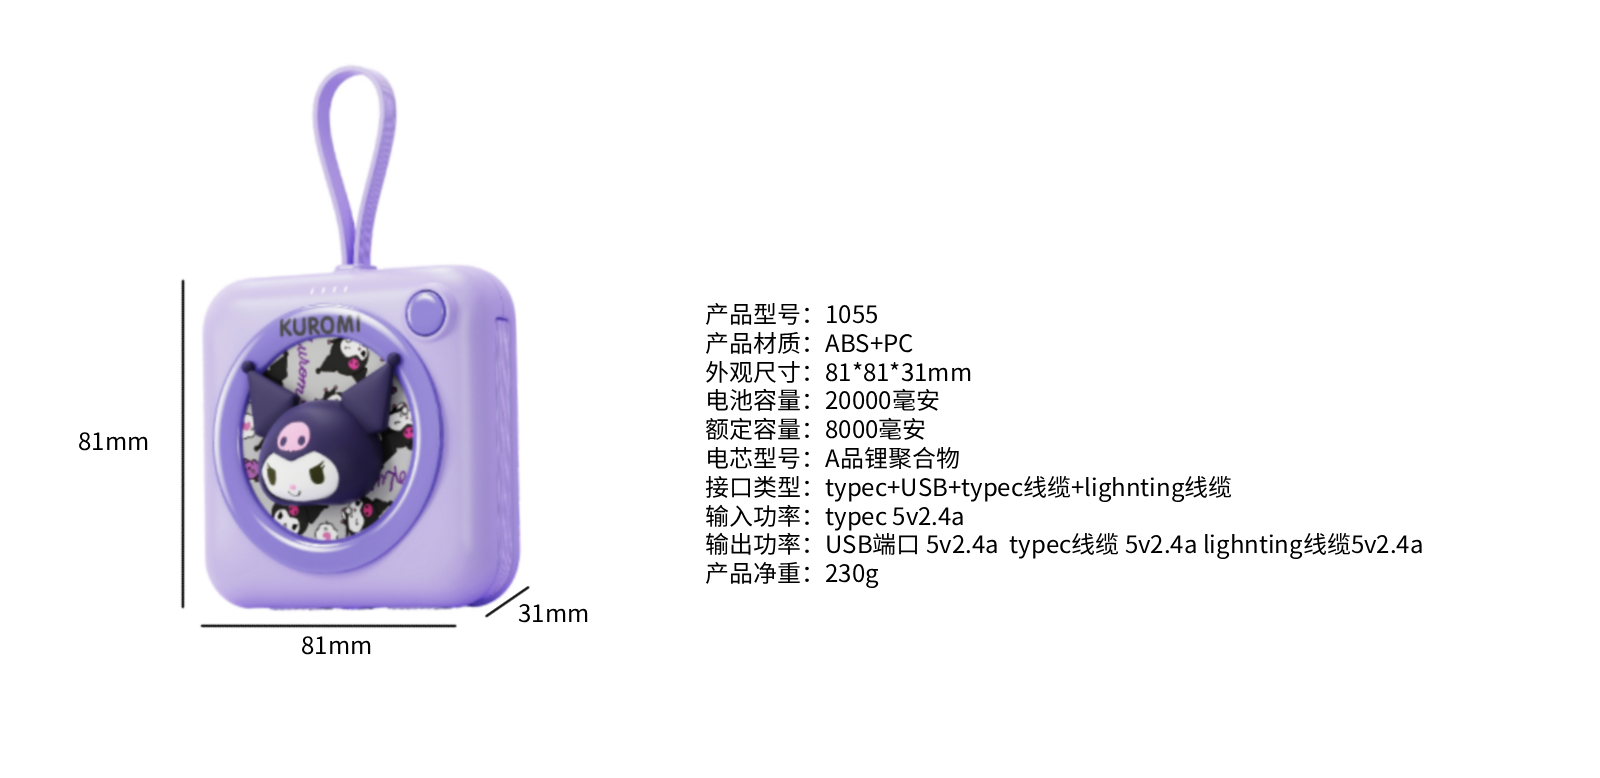 KUROMI
81mm
81mm
31mm
产品型号：1055
产品材质：ABS+PC
外观尺寸：81*81*31mm
电池容量：20000毫安
额定容量：8000毫安
电芯型号：A品锂聚合物
接口类型：typec+USB+typec线缆+lighnting线缆
输入功率：typec 5v2.4a
输出功率：USB端口 5v2.4a  typec线缆 5v2.4a lighnting线缆5v2.4a
产品净重：230g